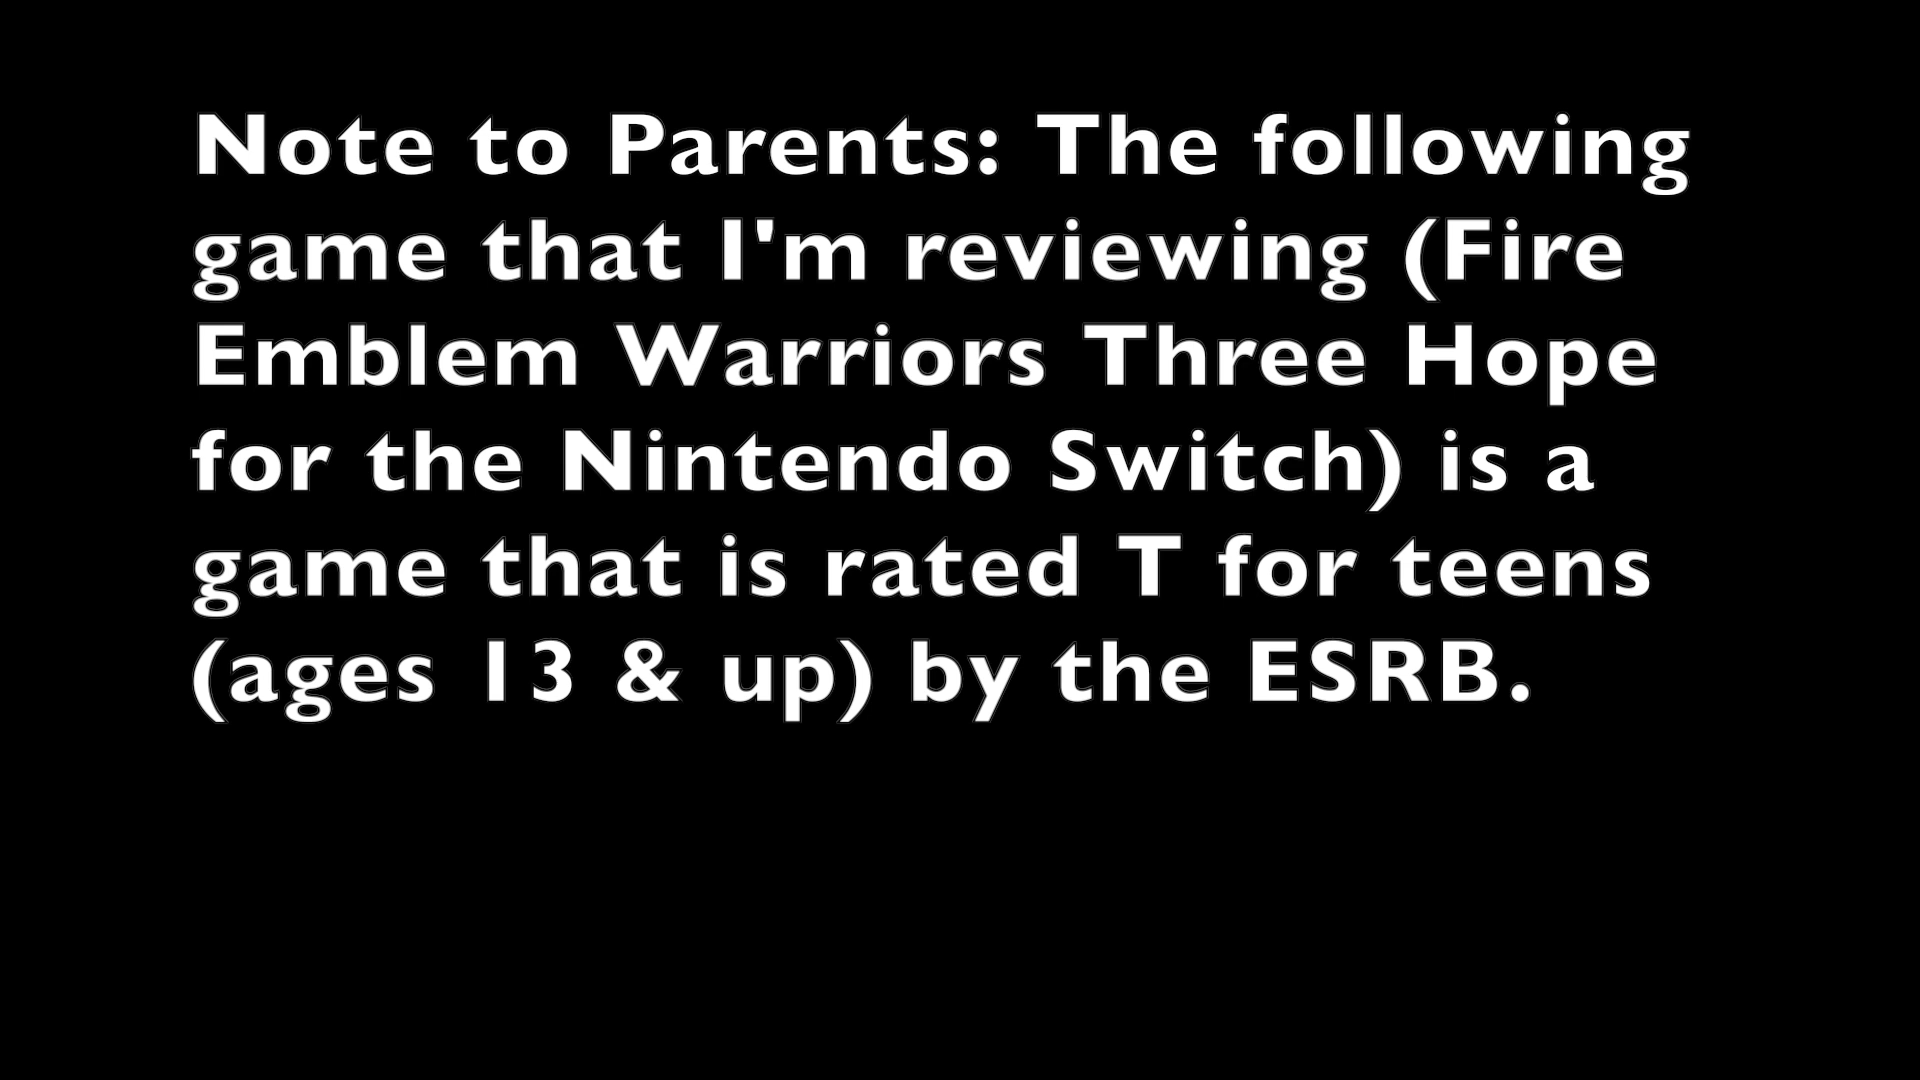 Note to Parents: The following
game that I'm reviewing (Fire
Emblem Warriors Three Hope
for the Nintendo Switch) is a
game that is rated T for teens
(ages 13 & up) by the ESRB.